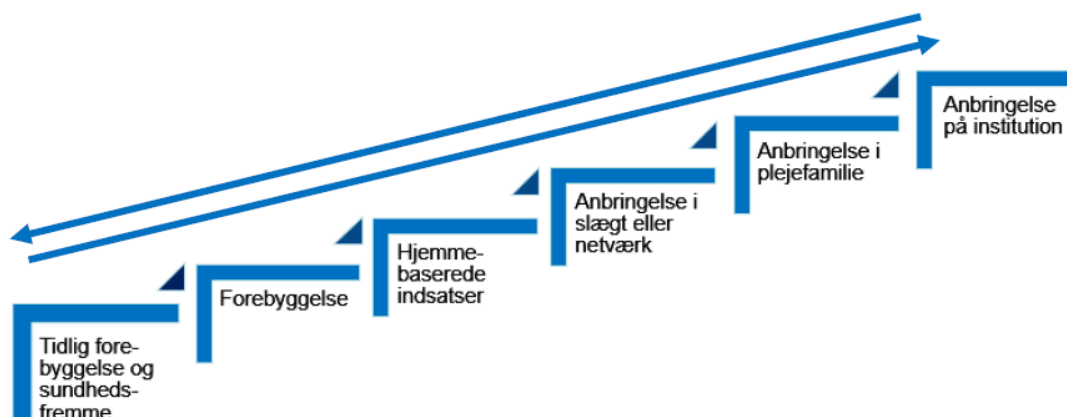 Tidlig fore-
byggelse og
sundheds-
fremme
Forebyggelse
Hjemme-
baserede
indsatser
Anbringelse i
slægt eller
netværk
Anbringelse i
plejefamilie
Anbringelse
på institution